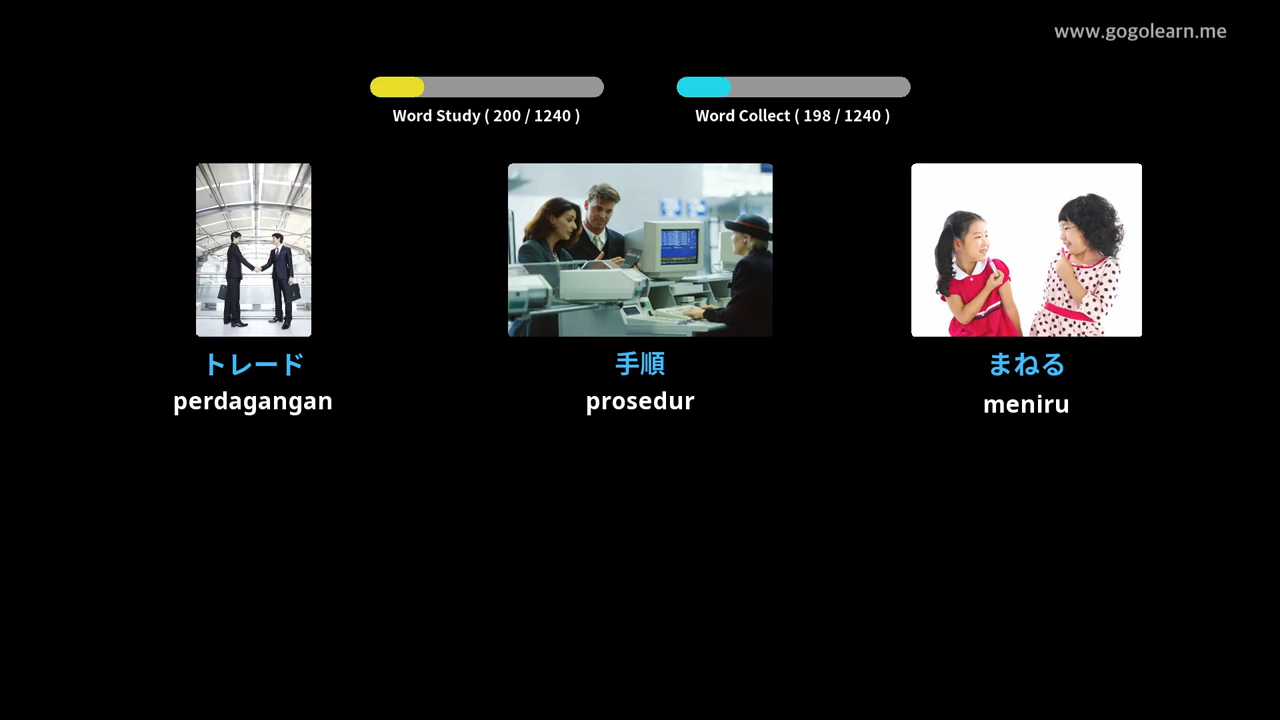 www.gogolearn.me
Word Study ( 200 / 1240 )
Word Collect ( 198 / 1240 )
トレード
perdagangan
手順
prosedur
まねる
meniru